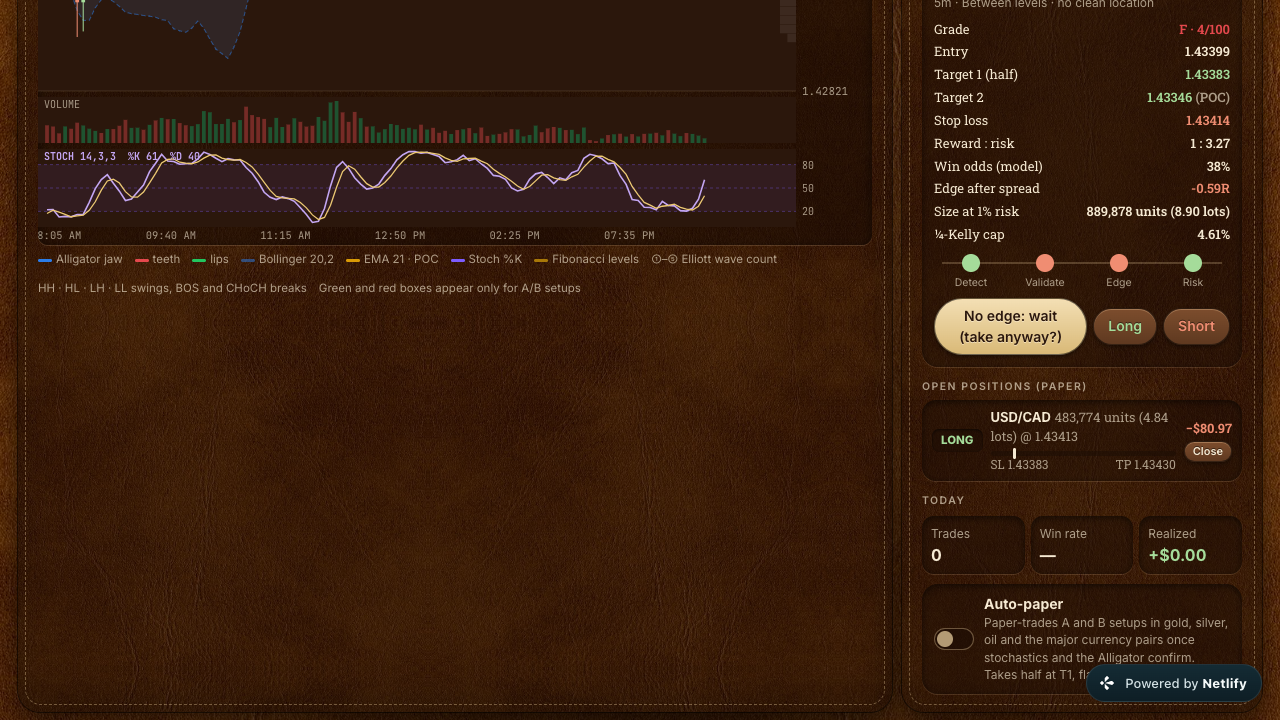 1.42821
VOLUME
STOCH 14,3,3 %K 61 %D 40
80
50
20
8:05 AM 09:40 AM 11:15 AM 12:50 PM 02:25 PM 07:35 PM
Alligator jaw teeth lips Bollinger 20,2 EMA 21 · POC Stoch %K Fibonacci levels ①–⑤ Elliott wave count
HH · HL · LH · LL swings, BOS and CHoCH breaks Green and red boxes appear only for A/B setups
5m · Between levels · no clean location
Grade F · 4/100
Entry 1.43399
Target 1 (half) 1.43383
Target 2 1.43346 (POC)
Stop loss 1.43414
Reward : risk 1 : 3.27
Win odds (model) 38%
Edge after spread -0.59R
Size at 1% risk 889,878 units (8.90 lots)
¼-Kelly cap 4.61%
Detect Validate Edge Risk
No edge: wait
(take anyway?)
Long
Short
OPEN POSITIONS (PAPER)
LONG
USD/CAD 483,774 units (4.84
lots) @ 1.43413
SL 1.43383 TP 1.43430
−$80.97
Close
TODAY
Trades
0
Win rate
—
Realized
+$0.00
Auto-paper
Paper-trades A and B setups in gold, silver,
oil and the major currency pairs once
stochastics and the Alligator confirm.
Takes half at T1,
Powered by Netlify